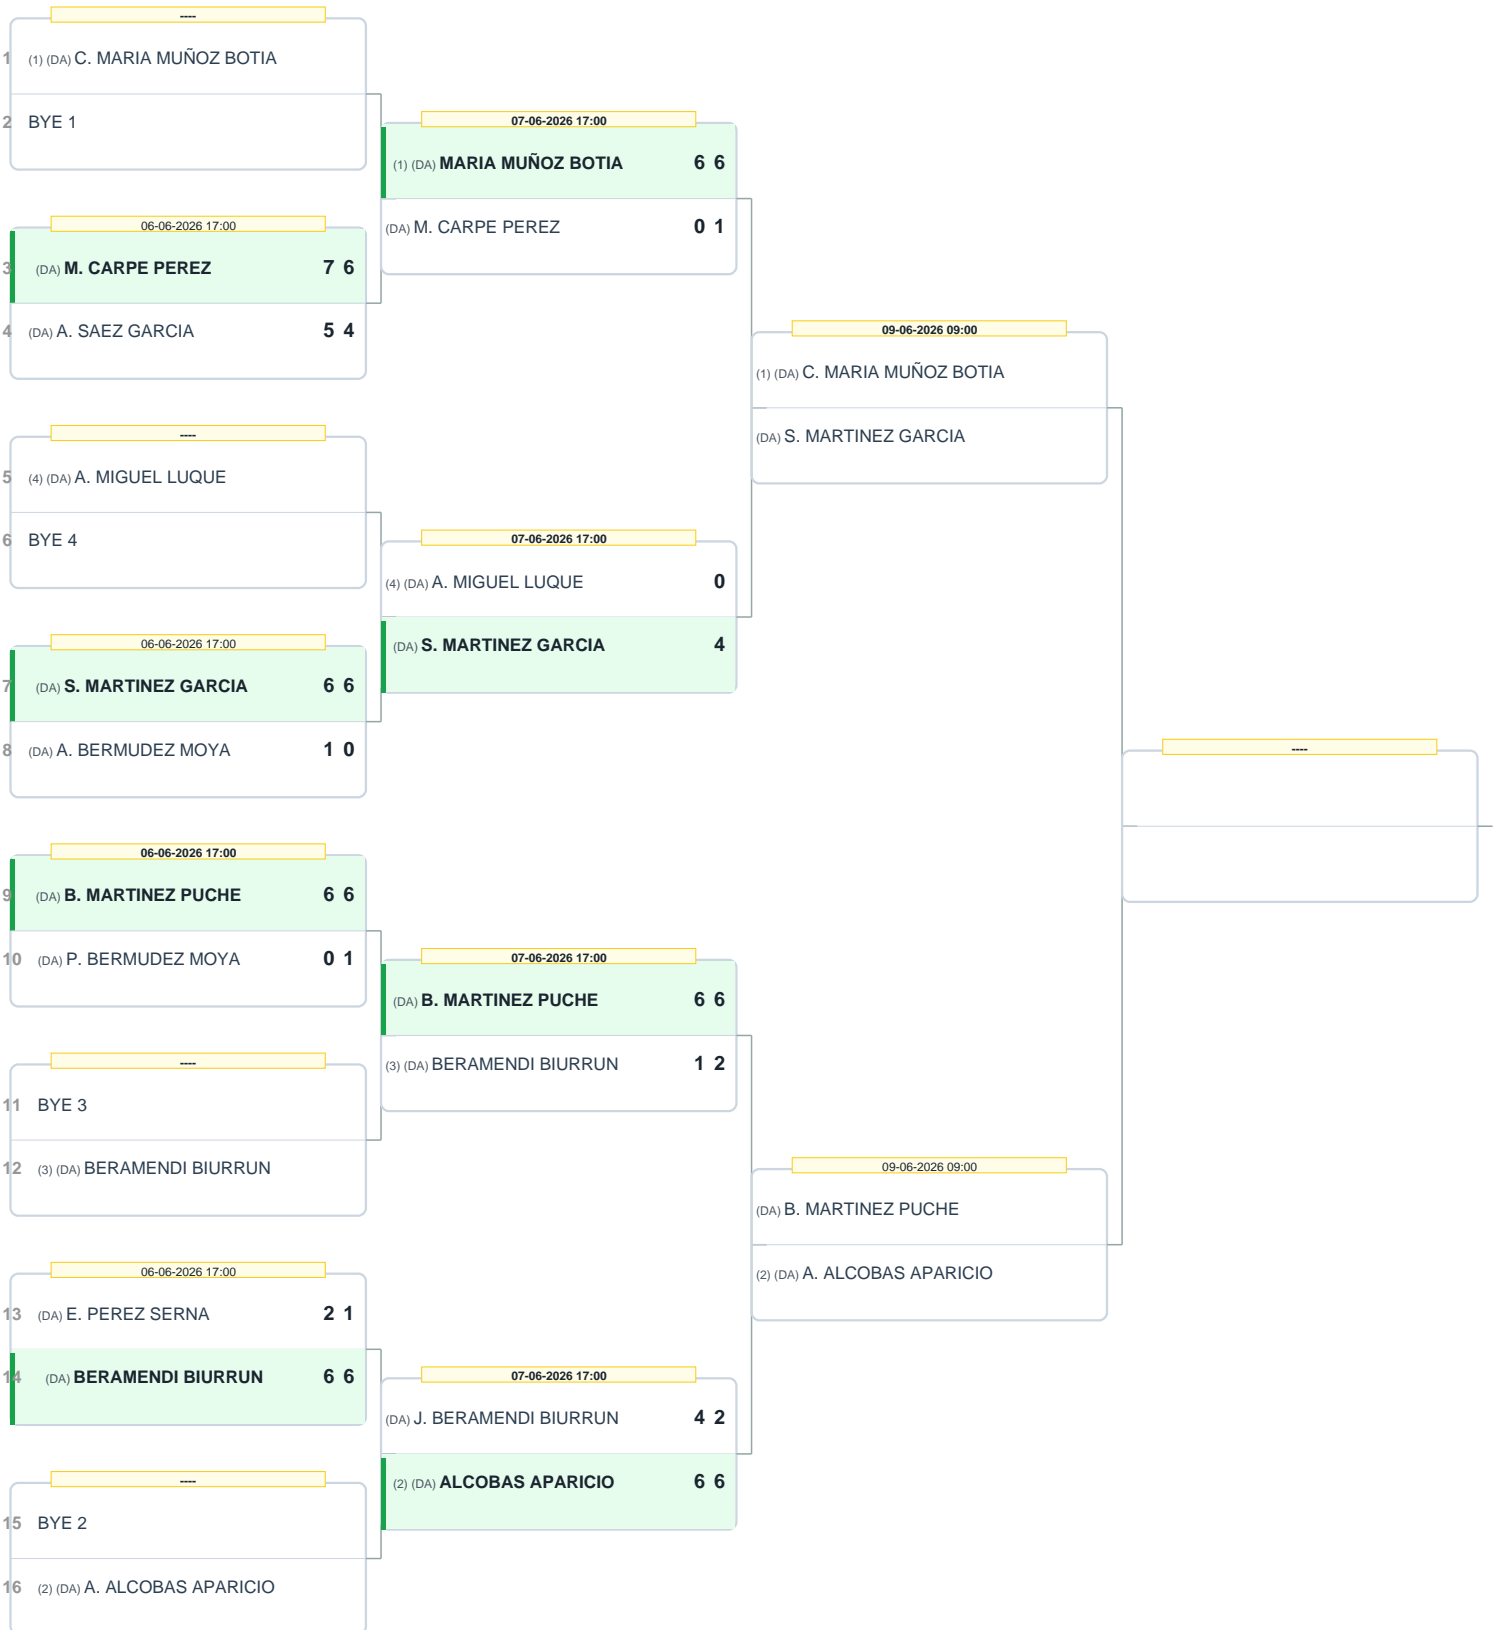 ----
1 (1) (DA) C. MARIA MUÑOZ BOTIA
2 BYE 1
06-06-2026 17:00
3 (DA) M. CARPE PEREZ 7 6
4 (DA) A. SAEZ GARCIA 5 4
----
5 (4) (DA) A. MIGUEL LUQUE
6 BYE 4
06-06-2026 17:00
7 (DA) S. MARTINEZ GARCIA 6 6
8 (DA) A. BERMUDEZ MOYA 1 0
06-06-2026 17:00
9 (DA) B. MARTINEZ PUCHE 6 6
10 (DA) P. BERMUDEZ MOYA 0 1
----
11 BYE 3
12 (3) (DA) BERAMENDI BIURRUN
06-06-2026 17:00
13 (DA) E. PEREZ SERNA 2 1
14 (DA) BERAMENDI BIURRUN 6 6
----
15 BYE 2
16 (2) (DA) A. ALCOBAS APARICIO
07-06-2026 17:00
(1) (DA) MARIA MUÑOZ BOTIA 6 6
(DA) M. CARPE PEREZ 0 1
07-06-2026 17:00
(4) (DA) A. MIGUEL LUQUE 0
(DA) S. MARTINEZ GARCIA 4
07-06-2026 17:00
(DA) B. MARTINEZ PUCHE 6 6
(3) (DA) BERAMENDI BIURRUN 1 2
07-06-2026 17:00
(DA) J. BERAMENDI BIURRUN 4 2
(2) (DA) ALCOBAS APARICIO 6 6
09-06-2026 09:00
(1) (DA) C. MARIA MUÑOZ BOTIA
(DA) S. MARTINEZ GARCIA
09-06-2026 09:00
(DA) B. MARTINEZ PUCHE
(2) (DA) A. ALCOBAS APARICIO
----